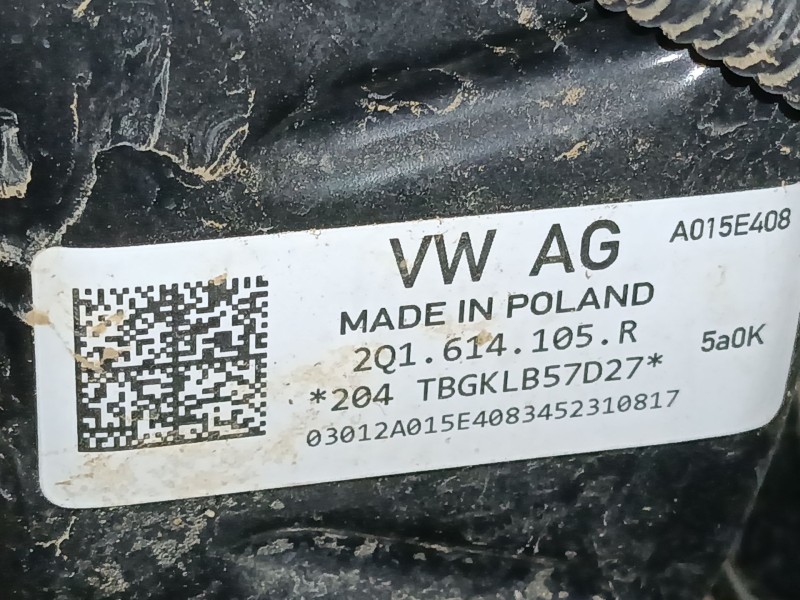 VW AG A015E408
MADE IN POLAND
2Q1.614.105.R 5a0K
*204 TBGKLB57D27*
03012A015E4083452310817